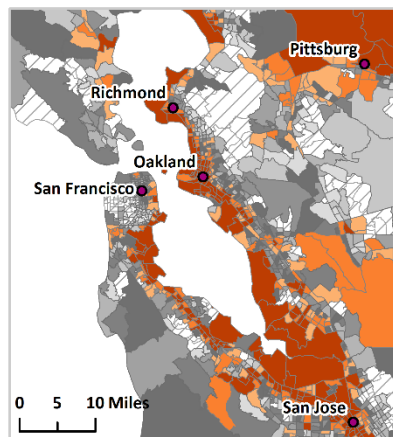 Pittsburg
Richmond
Oakland
San Francisco
San Jose
0 5 10 Miles